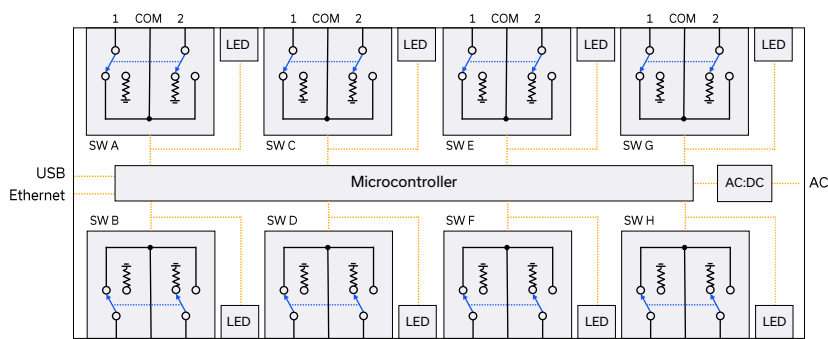 1 COM 2 1 COM 2 1 COM 2 1 COM 2
LED LED LED LED
SW A SW C SW E SW G
USB
Microcontroller AC:DC AC
Ethernet
SW B SW D SW F SW H
LED LED LED LED